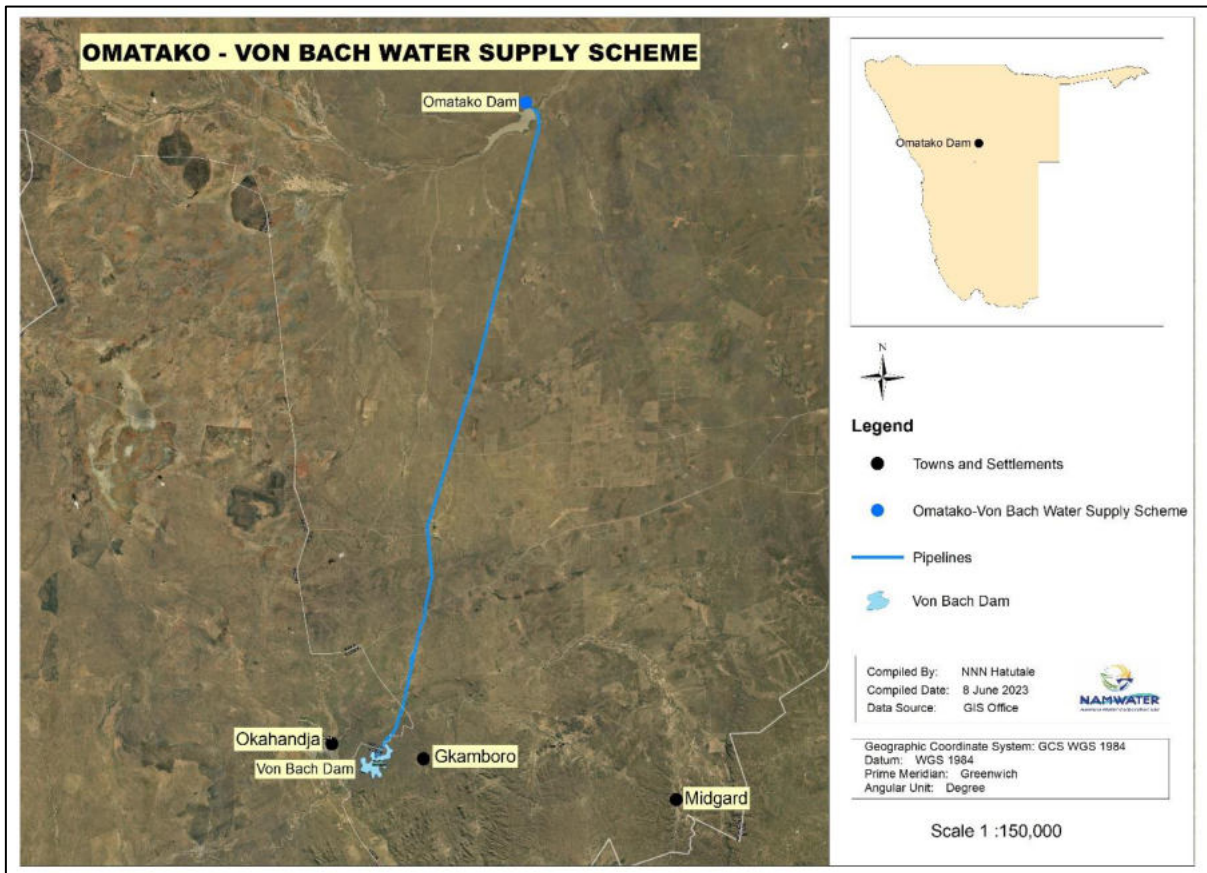 OMATAKO - VON BACH WATER SUPPLY SCHEME
Omatako Dam
Okahandja
Von Bach Dam
Gkamboro
Midgard
Omatako Dam
N
Legend
Towns and Settlements
Omatako-Von Bach Water Supply Scheme
Pipelines
Von Bach Dam
Compiled By: NNN Hatutale
Compiled Date: 8 June 2023
Data Source: GIS Office
NAMWATER
Geographic Coordinate System: GCS WGS 1984
Datum: WGS 1984
Prime Meridian: Greenwich
Angular Unit: Degree
Scale 1 :150,000